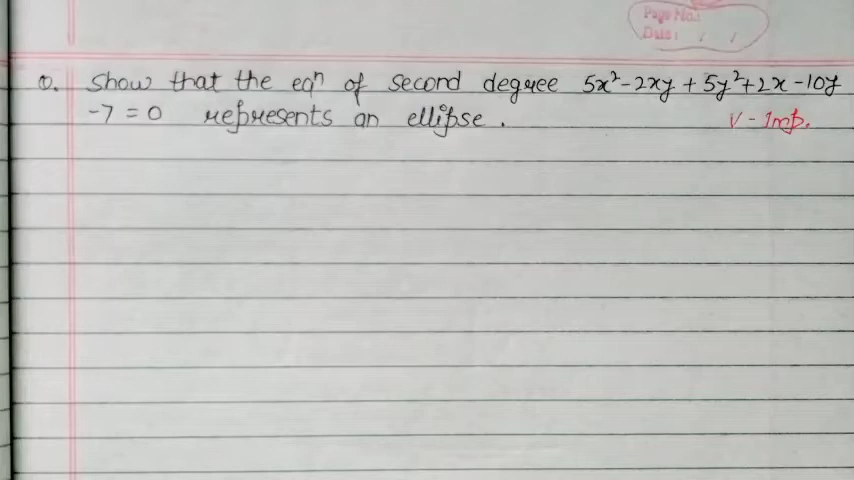 Page No.:
Date: / /
Q. Show that the eqⁿ of second degree 5x²-2xy+5y²+2x-10y
-7=0 represents an ellipse.
V-Imp.